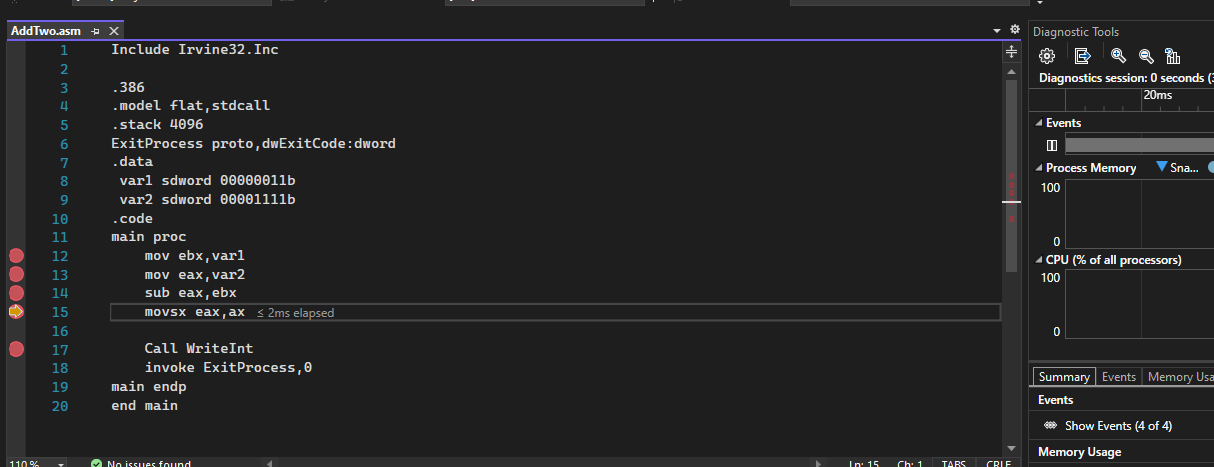 AddTwo.asm
1 Include Irvine32.Inc
2
3 .386
4 .model flat,stdcall
5 .stack 4096
6 ExitProcess proto,dwExitCode:dword
7 .data
8 var1 sdword 00000011b
9 var2 sdword 00001111b
10 .code
11 main proc
12 mov ebx,var1
13 mov eax,var2
14 sub eax,ebx
15 movsx eax,ax ≤ 2ms elapsed
16
17 Call WriteInt
18 invoke ExitProcess,0
19 main endp
20 end main
110 % No issues found Ln: 15 Ch: 1 TABS CRLF
Diagnostic Tools
Diagnostics session: 0 seconds
20ms
Events
Process Memory Sna...
100
0
CPU (% of all processors)
100
0
Summary Events Memory Usa
Events
Show Events (4 of 4)
Memory Usage